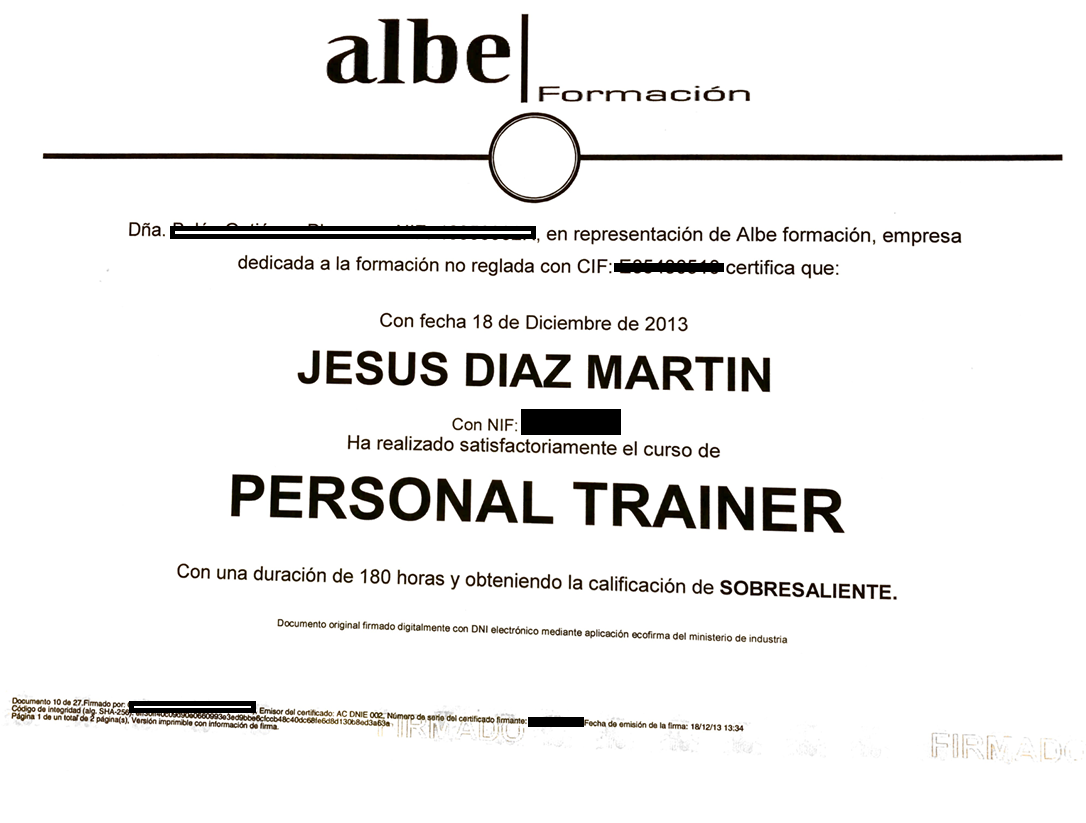 albe
Formación
Dña. , en representación de Albe formación, empresa
dedicada a la formación no reglada con CIF: certifica que:
Con fecha 18 de Diciembre de 2013
JESUS DIAZ MARTIN
Con NIF:
Ha realizado satisfactoriamente el curso de
PERSONAL TRAINER
Con una duración de 180 horas y obteniendo la calificación de SOBRESALIENTE.
Documento original firmado digitalmente con DNI electrónico mediante aplicación ecofirma del ministerio de industria
Documento 10 de 27.Firmado por: , Emisor del certificado: AC DNIE 002, Número de serie del certificado firmante: Fecha de emisión de la firma: 18/12/13 13:34
Código de integridad (alg. SHA-256):
Página 1 de un total de 2 página(s), Versión imprimible con información de firma.
FIRMADO
FIRMADO